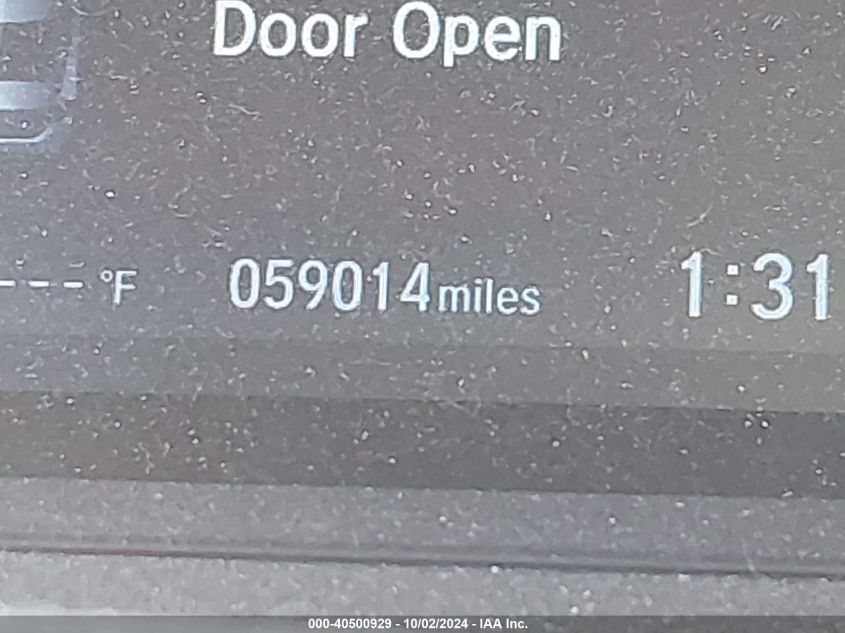 Door Open
---°F 059014miles 1:31
000-40500929 - 10/02/2024 - IAA Inc.